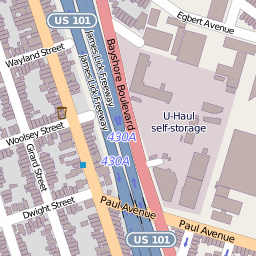 US 101
Egbert Avenue
Wayland Street
James Lick Freeway
James Lick Freeway
Bayshore Boulevard
U-Haul
self-storage
Woolsey Street
430A
Girard Street
430A
Dwight Street
Paul Avenue
Paul Avenue
US 101